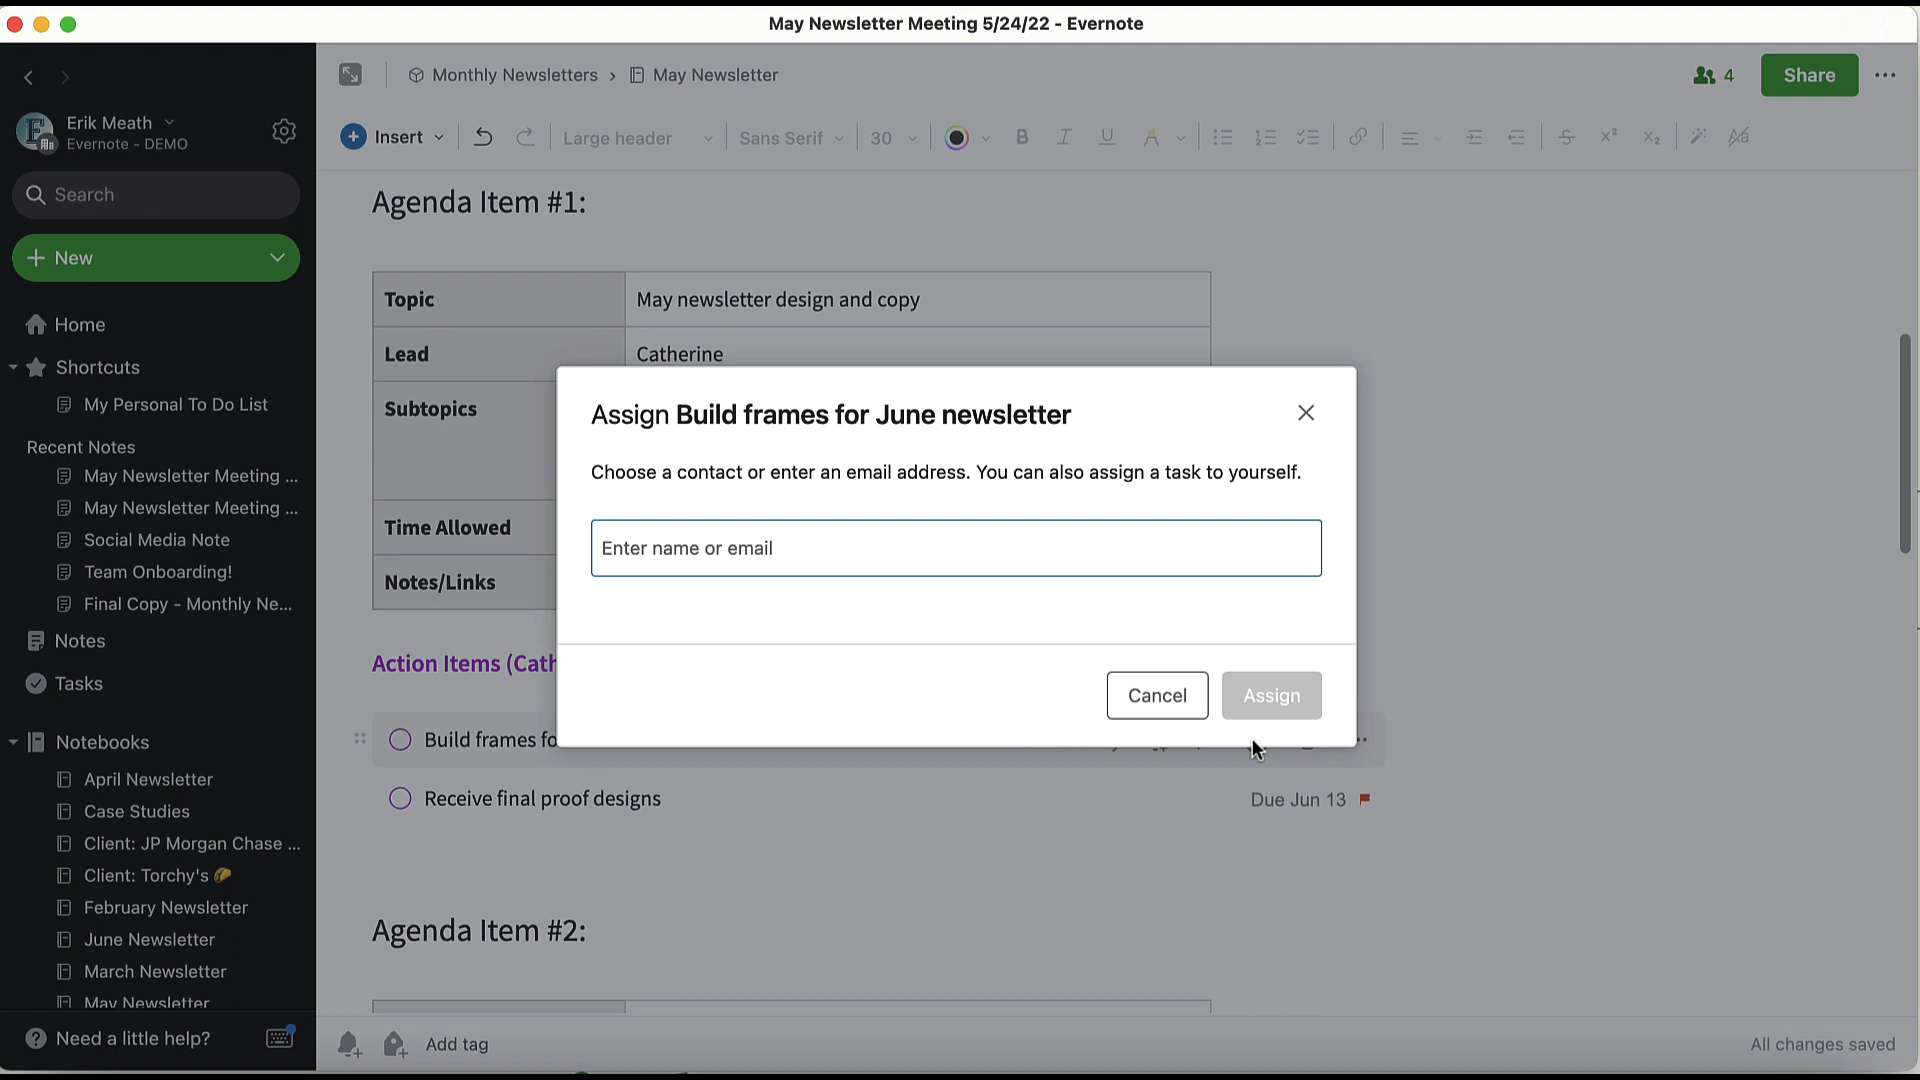 May Newsletter Meeting 5/24/22 - Evernote
Monthly Newsletters › May Newsletter
4
Share
Erik Meath
Evernote - DEMO
Insert
Large header
Sans Serif
30
Search
New
Home
Shortcuts
My Personal To Do List
Recent Notes
May Newsletter Meeting ...
May Newsletter Meeting ...
Social Media Note
Team Onboarding!
Final Copy - Monthly Ne...
Notes
Tasks
Notebooks
April Newsletter
Case Studies
Client: JP Morgan Chase ...
Client: Torchy's 🌮
February Newsletter
June Newsletter
March Newsletter
May Newsletter
Need a little help?
Agenda Item #1:
Topic May newsletter design and copy
Lead Catherine
Subtopics
Time Allowed
Notes/Links
Assign Build frames for June newsletter
Choose a contact or enter an email address. You can also assign a task to yourself.
Enter name or email
Cancel Assign
Action Items (Cath
Build frames fo
Receive final proof designs Due Jun 13
Agenda Item #2:
Add tag
All changes saved